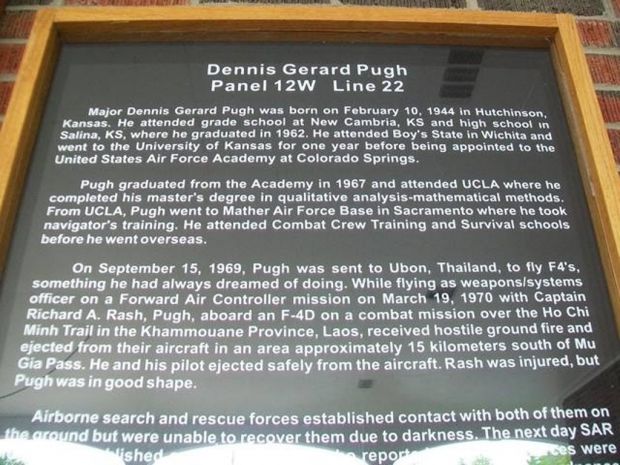 Dennis Gerard Pugh
Panel 12W Line 22
Major Dennis Gerard Pugh was born on February 10, 1944 in Hutchinson,
Kansas. He attended grade school at New Cambria, KS and high school in
Salina, KS, where he graduated in 1962. He attended Boy's State in Wichita and
went to the University of Kansas for one year before being appointed to the
United States Air Force Academy at Colorado Springs.
Pugh graduated from the Academy in 1967 and attended UCLA where he
completed his master's degree in qualitative analysis-mathematical methods.
From UCLA, Pugh went to Mather Air Force Base in Sacramento where he took
navigator's training. He attended Combat Crew Training and Survival schools
before he went overseas.
On September 15, 1969, Pugh was sent to Ubon, Thailand, to fly F4's,
something he had always dreamed of doing. While flying as weapons/systems
officer on a Forward Air Controller mission on March 19, 1970 with Captain
Richard A. Rash, Pugh, aboard an F-4D on a combat mission over the Ho Chi
Minh Trail in the Khammouane Province, Laos, received hostile ground fire and
ejected from their aircraft in an area approximately 15 kilometers south of Mu
Gia Pass. He and his pilot ejected safely from the aircraft. Rash was injured, but
Pugh was in good shape.
Airborne search and rescue forces established contact with both of them on
the ground but were unable to recover them due to darkness. The next day SAR
were